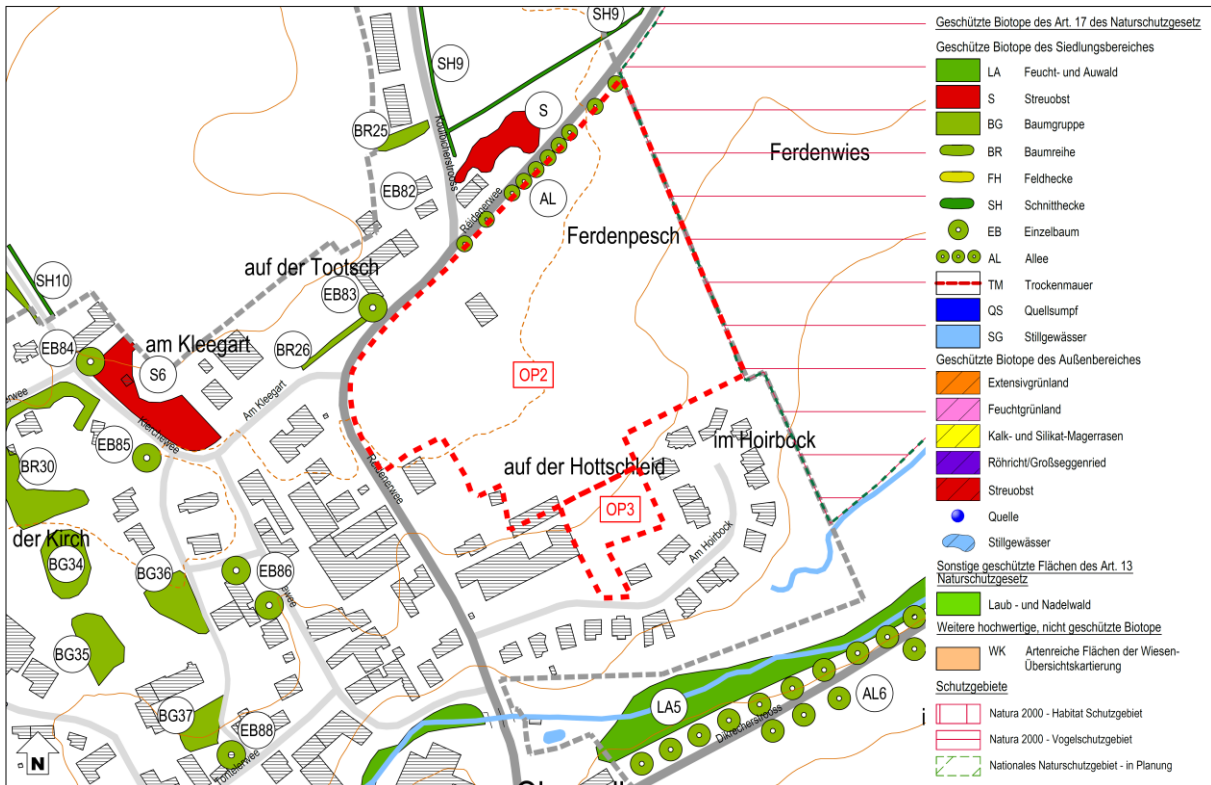 SH9
SH9
S
BR25
Koulbicherstrooss
EB82
Réidenerwee
AL
Ferdenwies
Ferdenpesch
auf der Tootsch
SH10
EB83
EB84
am Kleegart
BR26
S6
OP2
Am Kleegart
Kierchewee
EB85
im Hoirbock
BR30
Réidenerwee
auf der Hottscheid
OP3
der Kirch
Am Hoirbock
BG34
BG36
EB86
BG35
LA5
AL6
BG37
EB88
Dikrecherstrooss
N
Geschützte Biotope des Art. 17 des Naturschutzgesetz
Geschütze Biotope des Siedlungsbereiches
LA Feucht- und Auwald
S Streuobst
BG Baumgruppe
BR Baumreihe
FH Feldhecke
SH Schnitthecke
EB Einzelbaum
AL Allee
TM Trockenmauer
QS Quellsumpf
SG Stillgewässer
Geschützte Biotope des Außenbereiches
Extensivgrünland
Feuchtgrünland
Kalk- und Silikat-Magerrasen
Röhricht/Großseggenried
Streuobst
Quelle
Stillgewässer
Sonstige geschützte Flächen des Art. 13
Naturschutzgesetz
Laub - und Nadelwald
Weitere hochwertige, nicht geschützte Biotope
WK Artenreiche Flächen der Wiesen-
Übersichtskartierung
Schutzgebiete
Natura 2000 - Habitat Schutzgebiet
Natura 2000 - Vogelschutzgebiet
Nationales Naturschutzgebiet - in Planung